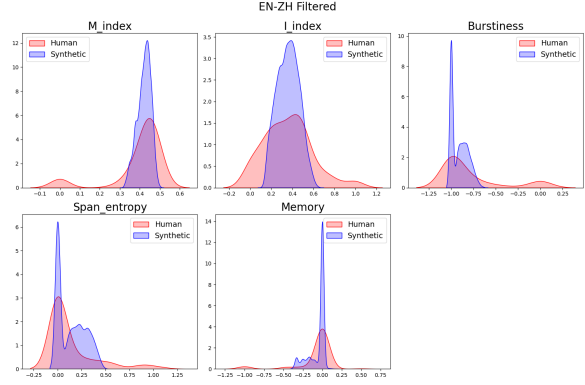 EN-ZH Filtered
M_index
Human
Synthetic
12
10
8
6
4
2
0
−0.1 0.0 0.1 0.2 0.3 0.4 0.5 0.6
I_index
Human
Synthetic
3.5
3.0
2.5
2.0
1.5
1.0
0.5
0.0
−0.2 0.0 0.2 0.4 0.6 0.8 1.0 1.2
Burstiness
Human
Synthetic
10
8
6
4
2
0
−1.25 −1.00 −0.75 −0.50 −0.25 0.00 0.25
Span_entropy
Human
Synthetic
6
5
4
3
2
1
0
−0.25 0.00 0.25 0.50 0.75 1.00 1.25
Memory
Human
Synthetic
14
12
10
8
6
4
2
0
−1.25 −1.00 −0.75 −0.50 −0.25 0.00 0.25 0.50 0.75